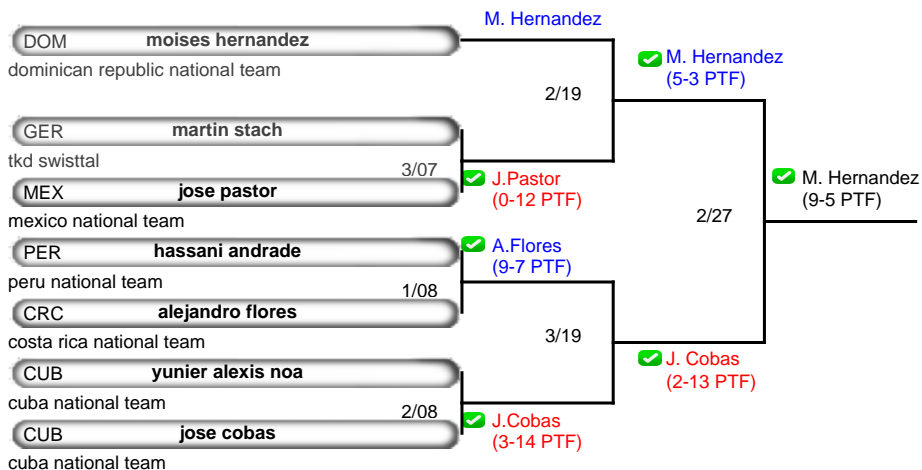 M. Hernandez
DOM moises hernandez
dominican republic national team
M. Hernandez
(5-3 PTF)
2/19
GER martin stach
tkd swisttal
3/07
MEX jose pastor
J.Pastor
(0-12 PTF)
mexico national team
M. Hernandez
(9-5 PTF)
2/27
PER hassani andrade
A.Flores
(9-7 PTF)
peru national team
1/08
CRC alejandro flores
costa rica national team
3/19
CUB yunier alexis noa
J. Cobas
(2-13 PTF)
cuba national team
2/08
CUB jose cobas
J.Cobas
(3-14 PTF)
cuba national team